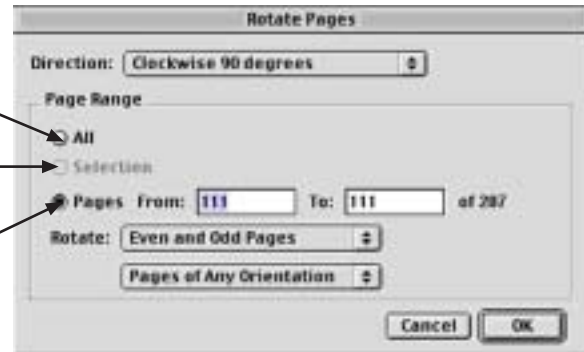 Rotate Pages
Direction: Clockwise 90 degrees
Page Range
All
Selection
Pages From: 111 To: 111 of 287
Rotate: Even and Odd Pages
Pages of Any Orientation
Cancel OK